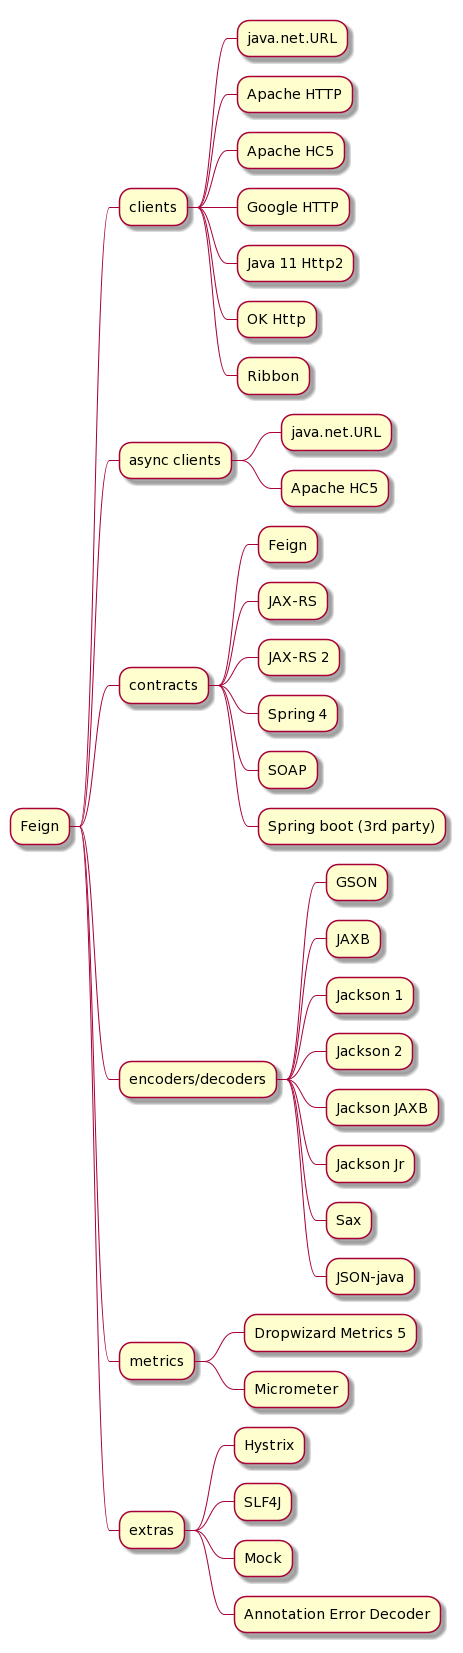 java.net.URL
Apache HTTP
Apache HC5
clients
Google HTTP
Java 11 Http2
OK Http
Ribbon
java.net.URL
async clients
Apache HC5
Feign
JAX-RS
JAX-RS 2
contracts
Spring 4
SOAP
Feign
Spring boot (3rd party)
GSON
JAXB
Jackson 1
Jackson 2
encoders/decoders
Jackson JAXB
Jackson Jr
Sax
JSON-java
Dropwizard Metrics 5
metrics
Micrometer
Hystrix
SLF4J
extras
Mock
Annotation Error Decoder